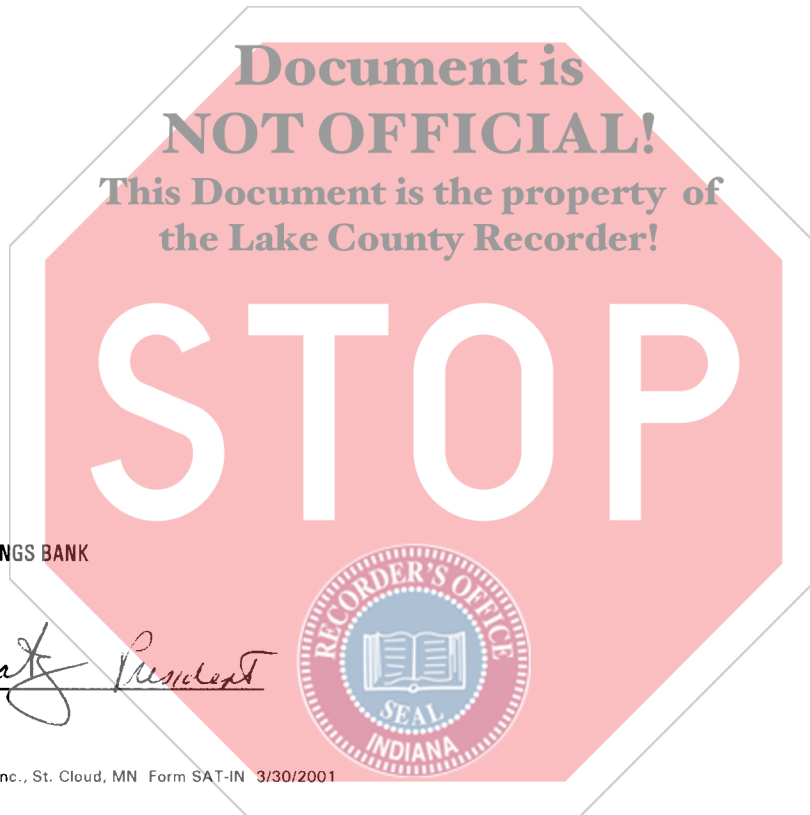 Document is
NOT OFFICIAL!
This Document is the property of
the Lake County Recorder!
STOP
NGS BANK
President
RECORDER'S OFFICE
SEAL
INDIANA
nc., St. Cloud, MN Form SAT-IN 3/30/2001